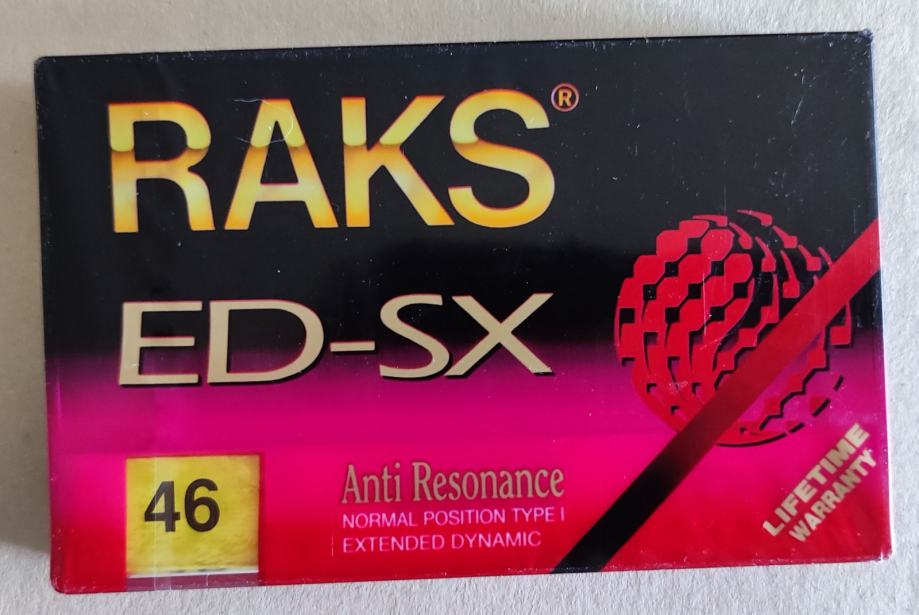 RAKS®
ED-SX
46
Anti Resonance
NORMAL POSITION TYPE I
EXTENDED DYNAMIC
LIFETIME
WARRANTY